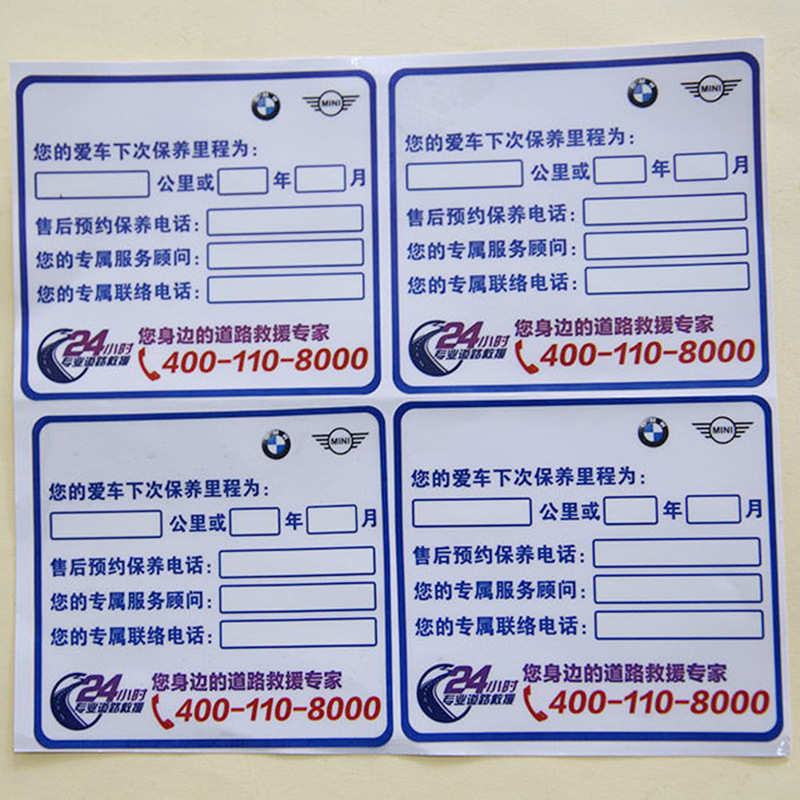 MINI
您的爱车下次保养里程为:
公里或 年 月
售后预约保养电话:
您的专属服务顾问:
您的专属联络电话:
24小时
专业道路救援
您身边的道路救援专家
400-110-8000
MINI
您的爱车下次保养里程为:
公里或 年 月
售后预约保养电话:
您的专属服务顾问:
您的专属联络电话:
24小时
专业道路救援
您身边的道路救援专家
400-110-8000
MINI
您的爱车下次保养里程为:
公里或 年 月
售后预约保养电话:
您的专属服务顾问:
您的专属联络电话:
24小时
专业道路救援
您身边的道路救援专家
400-110-8000
MINI
您的爱车下次保养里程为:
公里或 年 月
售后预约保养电话:
您的专属服务顾问:
您的专属联络电话:
24小时
专业道路救援
您身边的道路救援专家
400-110-8000